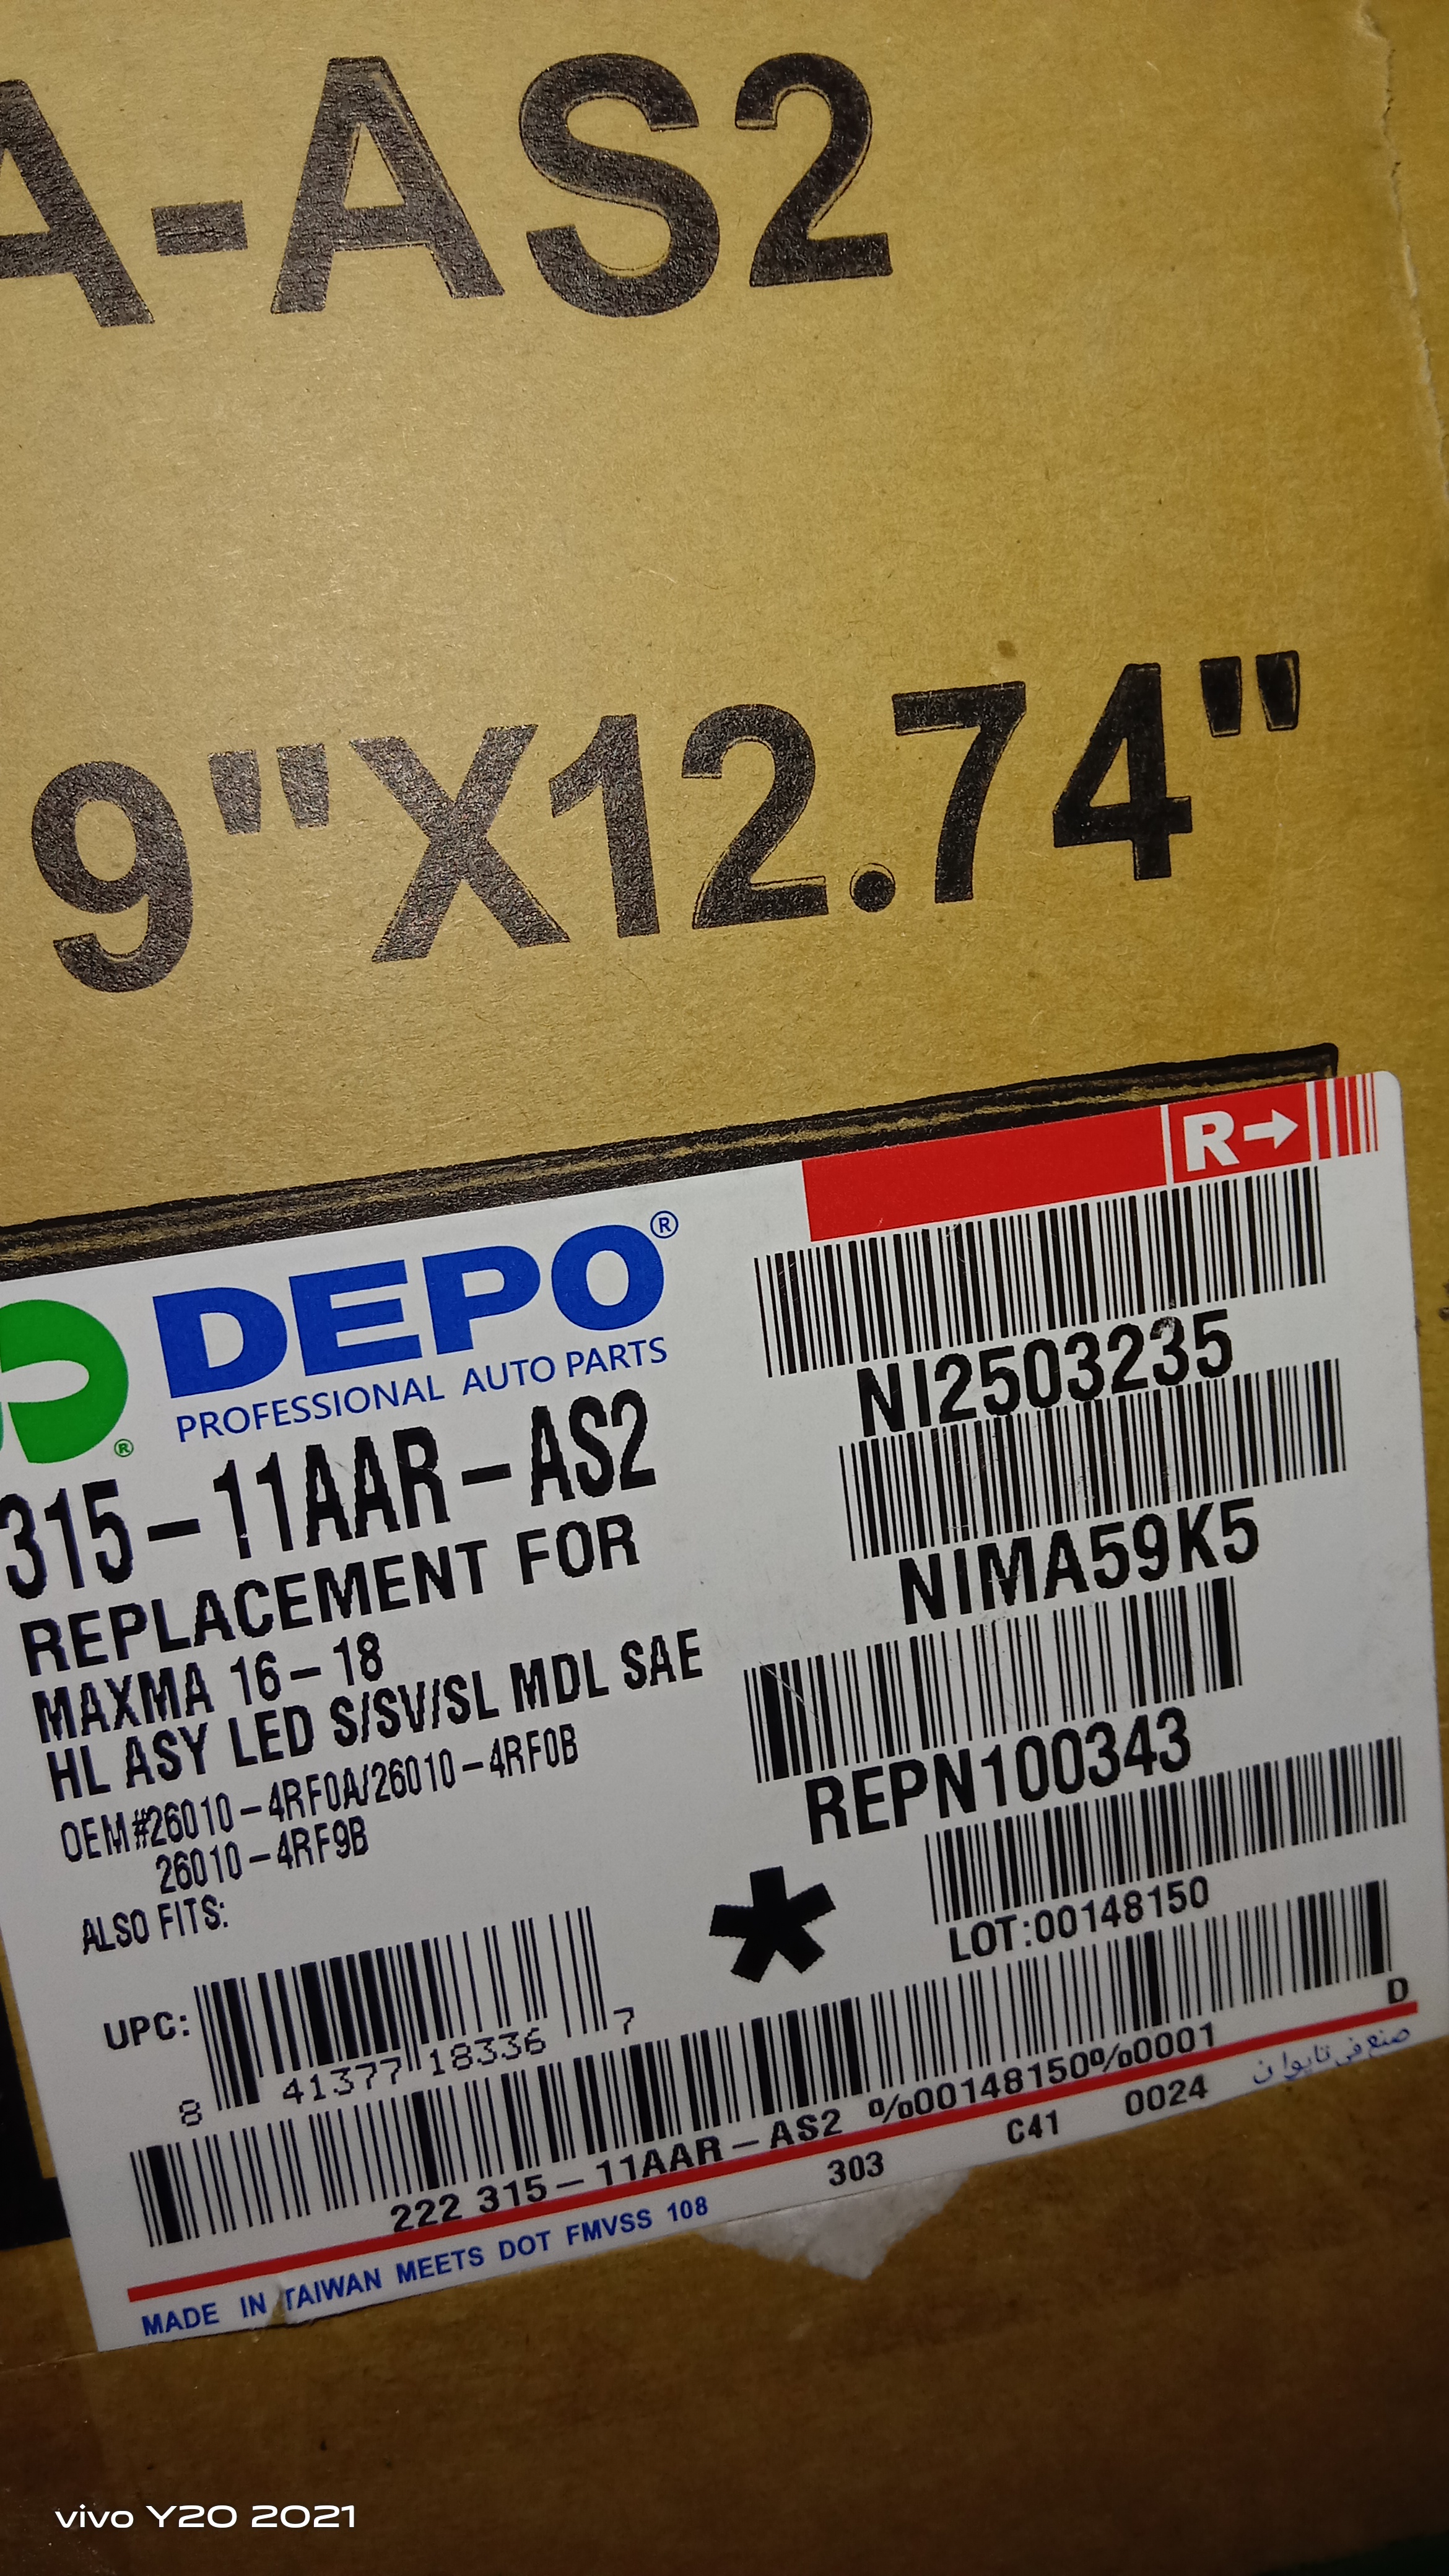 A-AS2
9"X12.74"
R→
DEPO®
PROFESSIONAL AUTO PARTS
®
315-11AAR-AS2
REPLACEMENT FOR
MAXMA 16-18
HL ASY LED S/SV/SL MDL SAE
OEM#26010-4RF0A/26010-4RF0B
26010-4RF9B
ALSO FITS:
UPC:
8 41377 18336 7
NI2503235
NIMA59K5
REPN100343
*
LOT:00148150
D
222 315-11AAR-AS2 %00148150%0001
MADE IN TAIWAN MEETS DOT FMVSS 108
303 C41 0024
صنع في تايوان
vivo Y20 2021